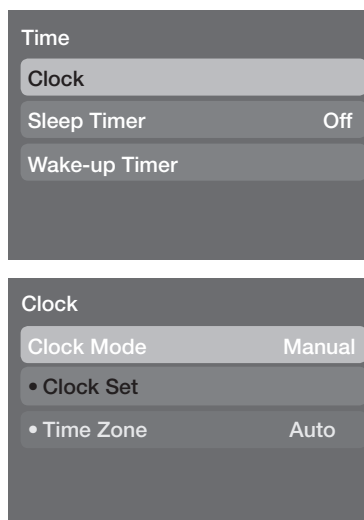 Time
Clock
Sleep Timer Off
Wake-up Timer
Clock
Clock Mode Manual
• Clock Set
• Time Zone Auto